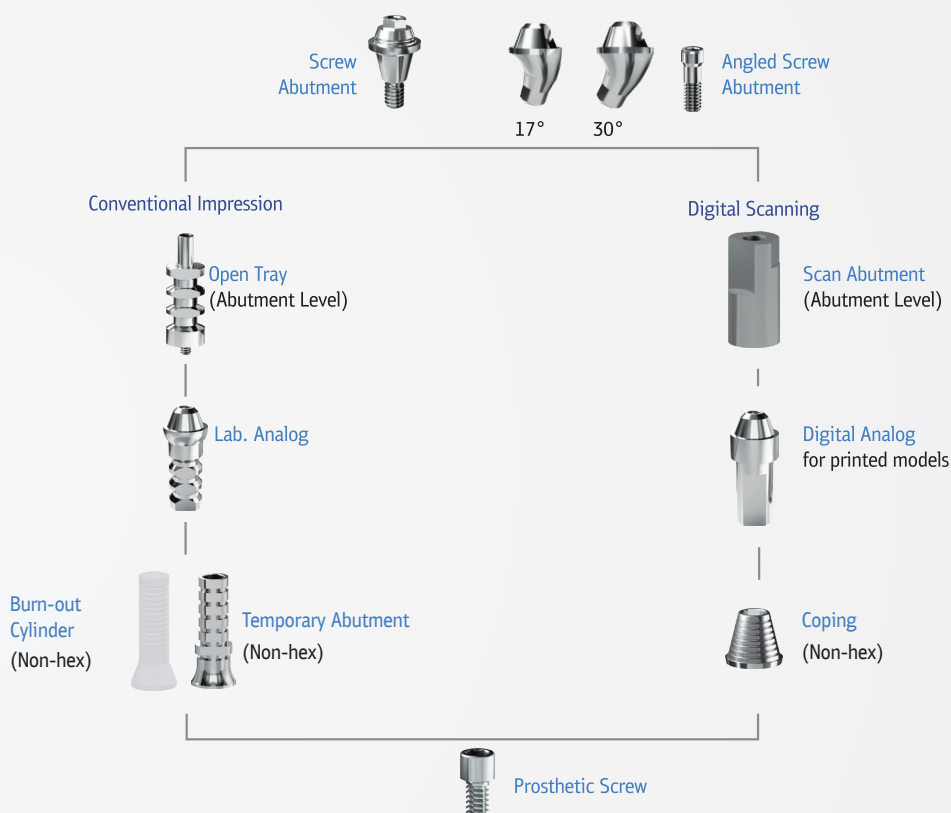 Screw
Abutment
Angled Screw
Abutment
17°
30°
Conventional Impression
Digital Scanning
Open Tray
(Abutment Level)
Scan Abutment
(Abutment Level)
Lab. Analog
Digital Analog
for printed models
Burn-out
Cylinder
(Non-hex)
Temporary Abutment
(Non-hex)
Coping
(Non-hex)
Prosthetic Screw